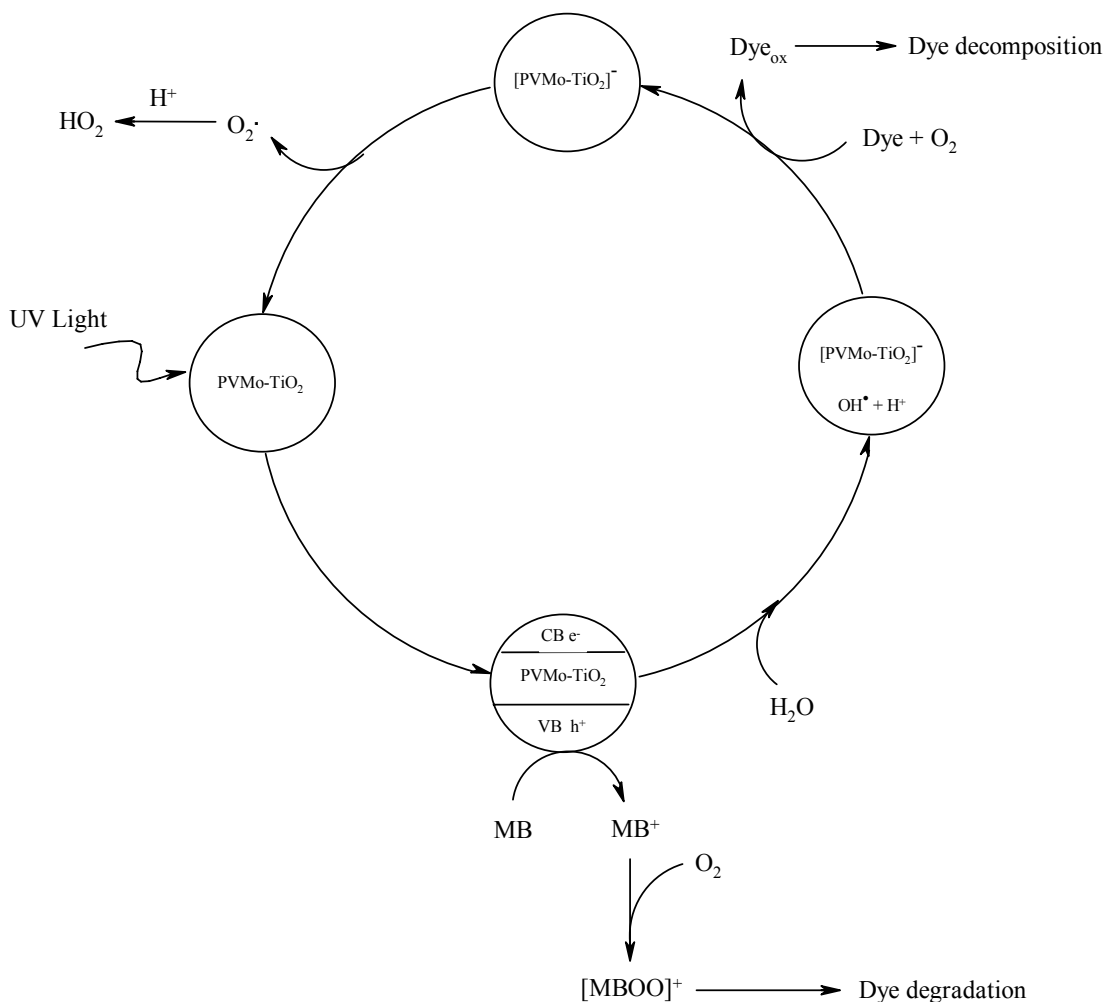 Dyeₒₓ
Dye decomposition
[PVMo-TiO₂]⁻
H⁺
HO₂
O₂·
Dye + O₂
UV Light
PVMo-TiO₂
[PVMo-TiO₂]⁻
OH• + H⁺
CB e⁻
PVMo-TiO₂
VB h⁺
H₂O
MB
MB⁺
O₂
[MBOO]⁺
Dye degradation